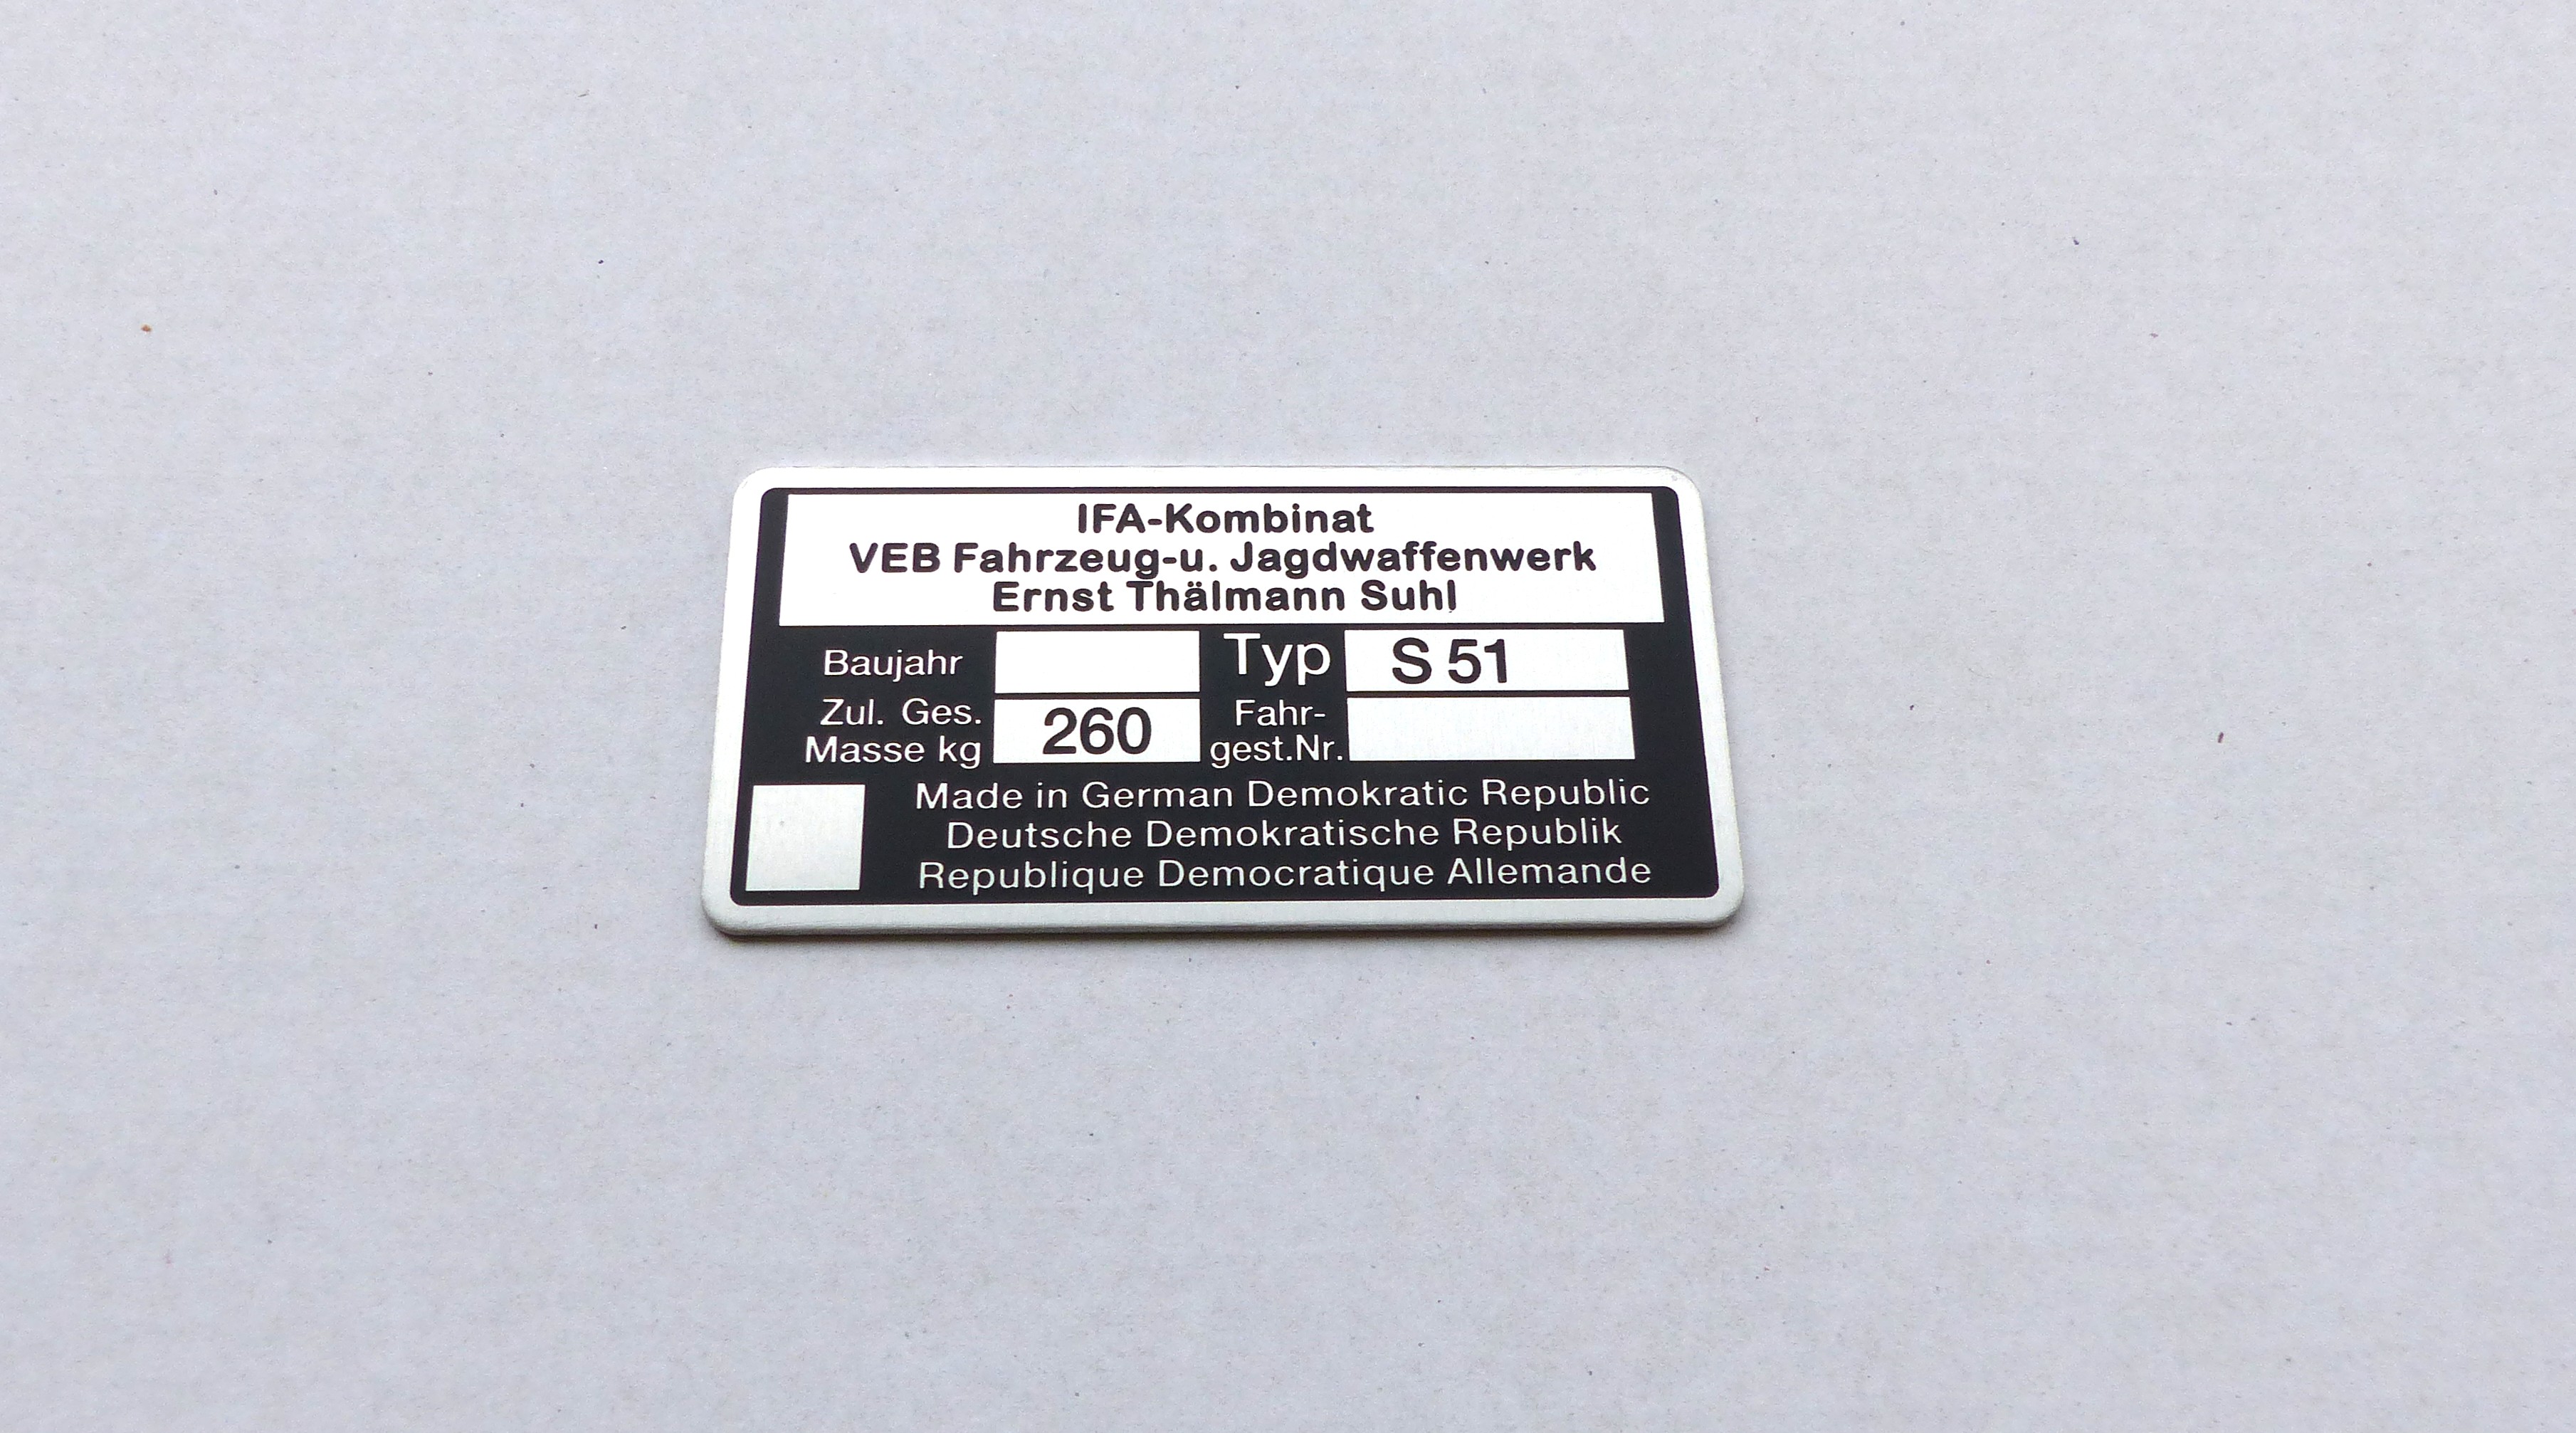 IFA-Kombinat
VEB Fahrzeug-u. Jagdwaffenwerk
Ernst Thälmann Suhl
Baujahr
Typ S 51
Zul. Ges.
Masse kg 260
Fahr-
gest.Nr.
Made in German Demokratic Republic
Deutsche Demokratische Republik
Republique Democratique Allemande